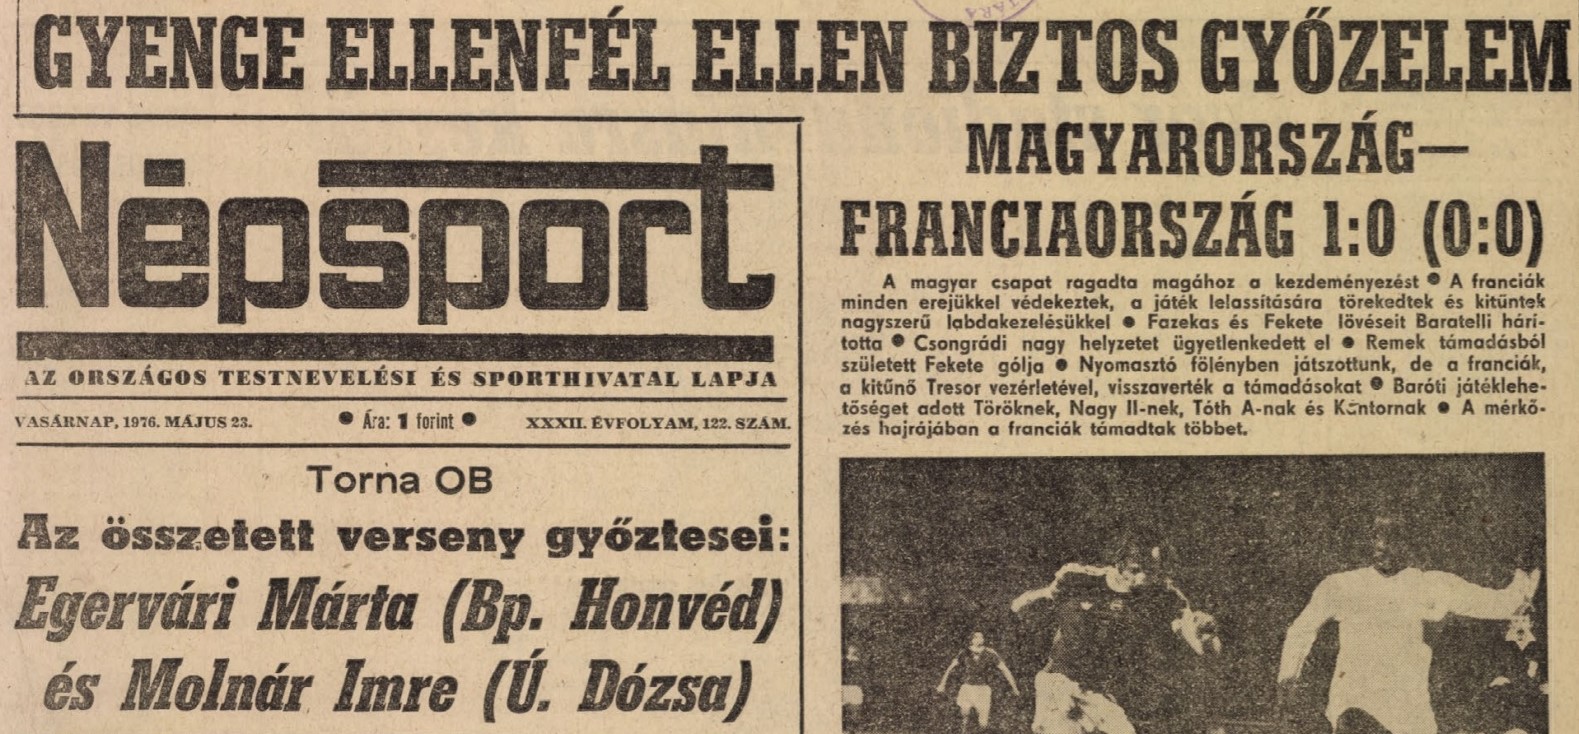 GYENGE ELLENFÉL ELLEN BIZTOS GYŐZELEM
Népsport
AZ ORSZÁGOS TESTNEVELÉSI ÉS SPORTHIVATAL LAPJA
VASÁRNAP, 1976. MÁJUS 23. ● Ára: 1 forint ● XXXII. ÉVFOLYAM, 122. SZÁM.
Torna OB
Az összetett verseny győztesei:
Egervári Márta (Bp. Honvéd)
és Molnár Imre (Ú. Dózsa)
MAGYARORSZÁG—
FRANCIAORSZÁG 1:0 (0:0)
A magyar csapat ragadta magához a kezdeményezést ● A franciák
minden erejükkel védekeztek, a játék lelassítására törekedtek és kitűntek
nagyszerű labdakezelésükkel ● Fazekas és Fekete lövéseit Baratelli hárí-
totta ● Csongrádi nagy helyzetet ügyetlenkedett el ● Remek támadásból
született Fekete gólja ● Nyomasztó fölényben játszottunk, de a franciák,
a kitűnő Tresor vezérletével, visszaverték a támadásokat ● Baróti játéklehe-
tőséget adott Töröknek, Nagy II-nek, Tóth A-nak és Kántornak ● A mérkő-
zés hajrájában a franciák támadtak többet.